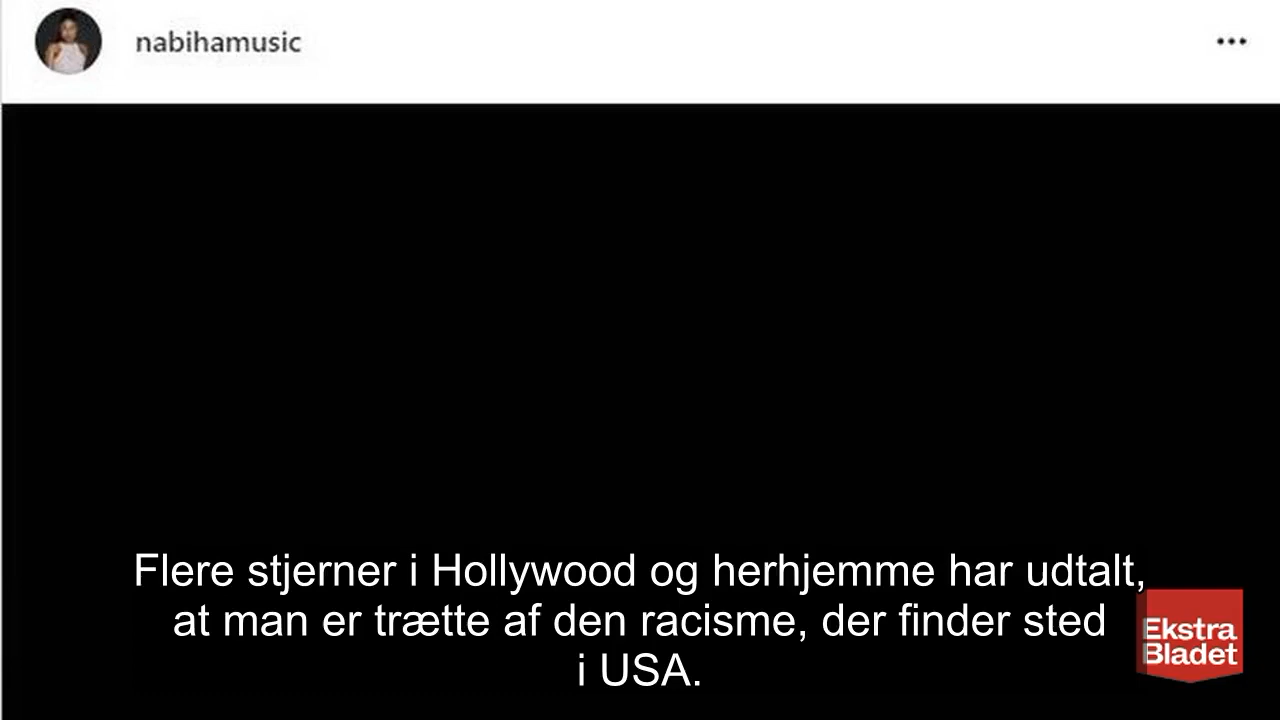 nabihamusic
Flere stjerner i Hollywood og herhjemme har udtalt,
at man er trætte af den racisme, der finder sted
i USA.
Ekstra
Bladet